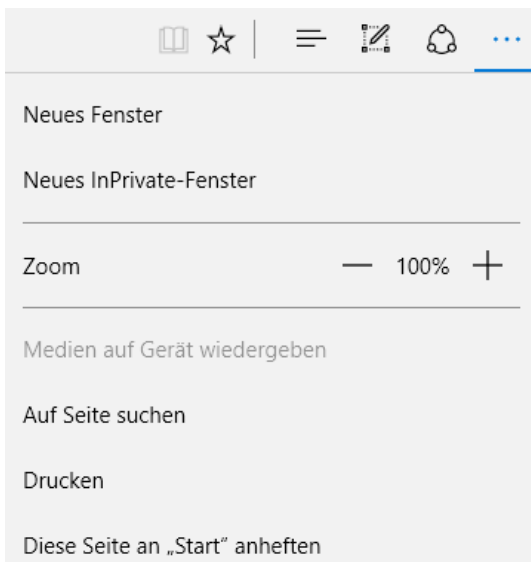 Neues Fenster
Neues InPrivate-Fenster
Zoom — 100% +
Medien auf Gerät wiedergeben
Auf Seite suchen
Drucken
Diese Seite an „Start“ anheften